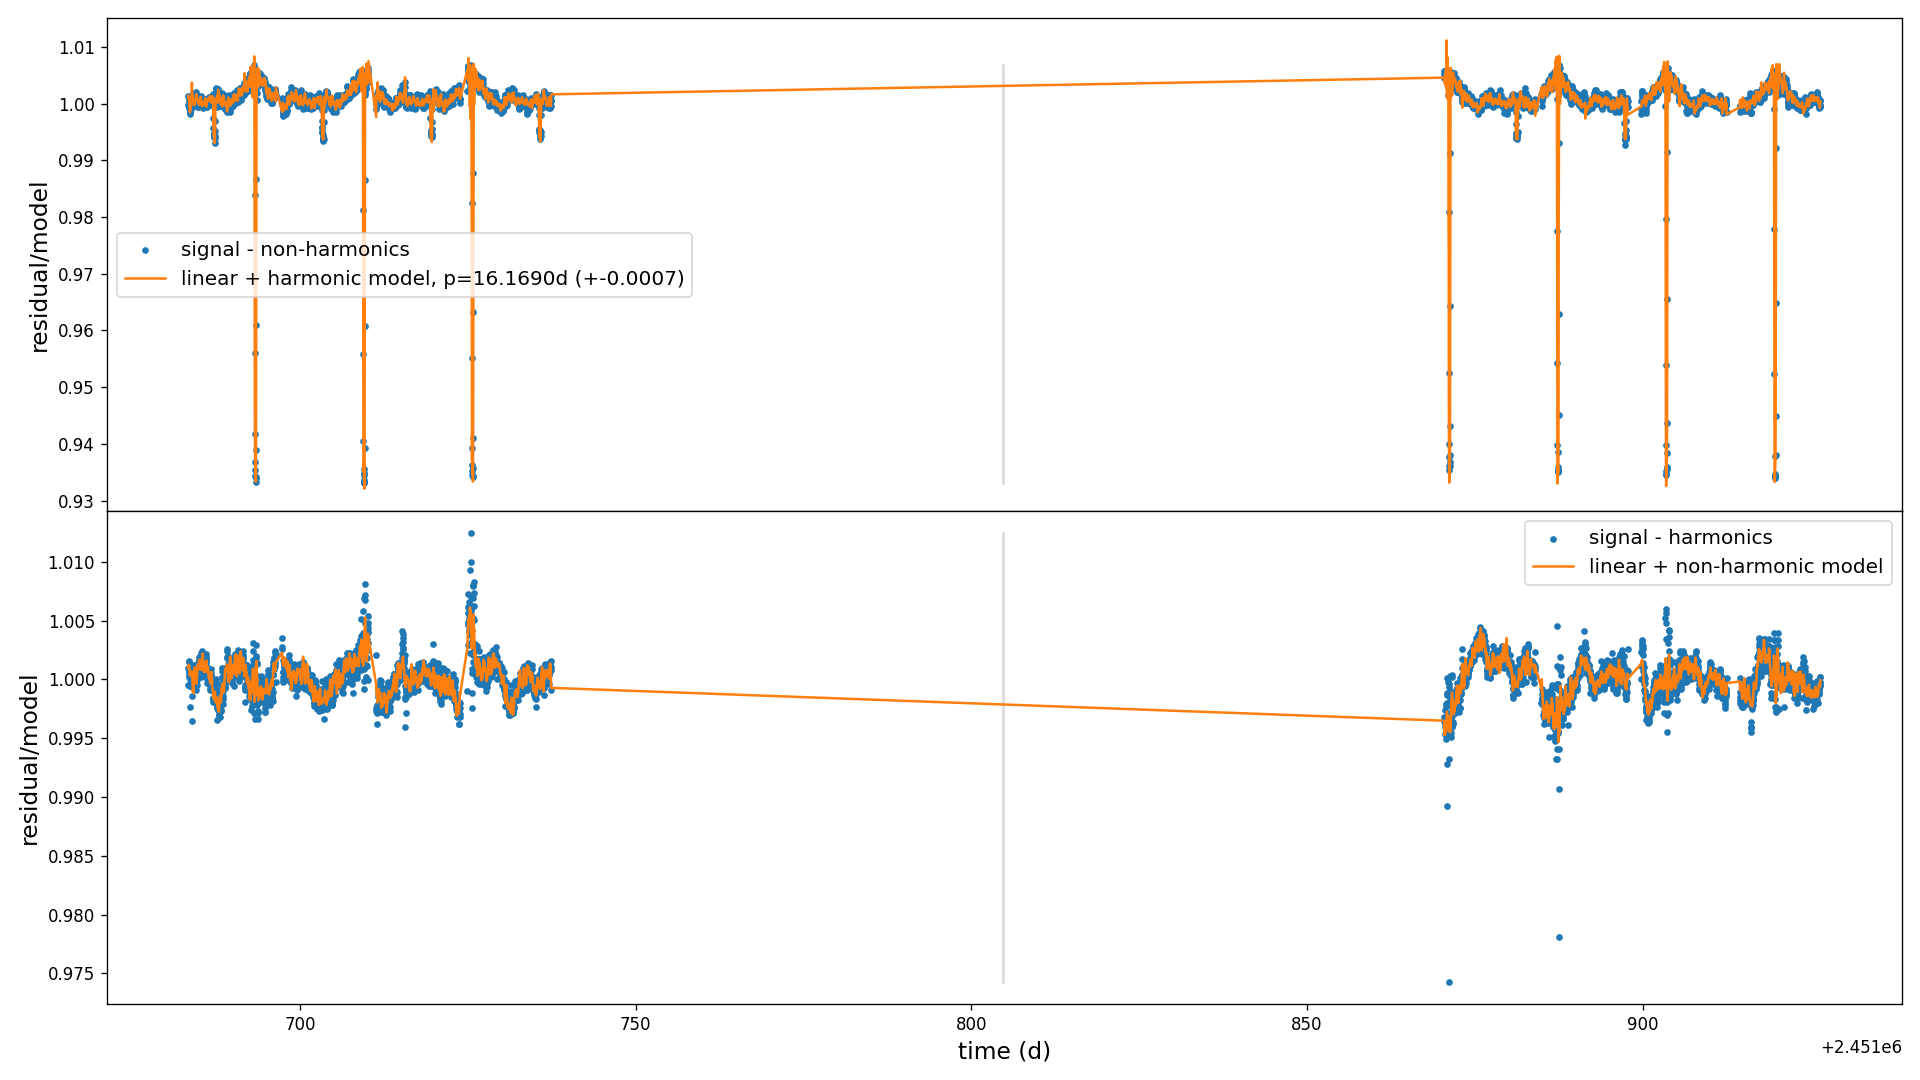 1.01
1.00
0.99
0.98
0.97
0.96
0.95
0.94
0.93
residual/model
signal - non-harmonics
linear + harmonic model, p=16.1690d (+-0.0007)
1.010
1.005
1.000
0.995
0.990
0.985
0.980
0.975
residual/model
signal - harmonics
linear + non-harmonic model
700
750
800
850
900
time (d)
+2.451e6